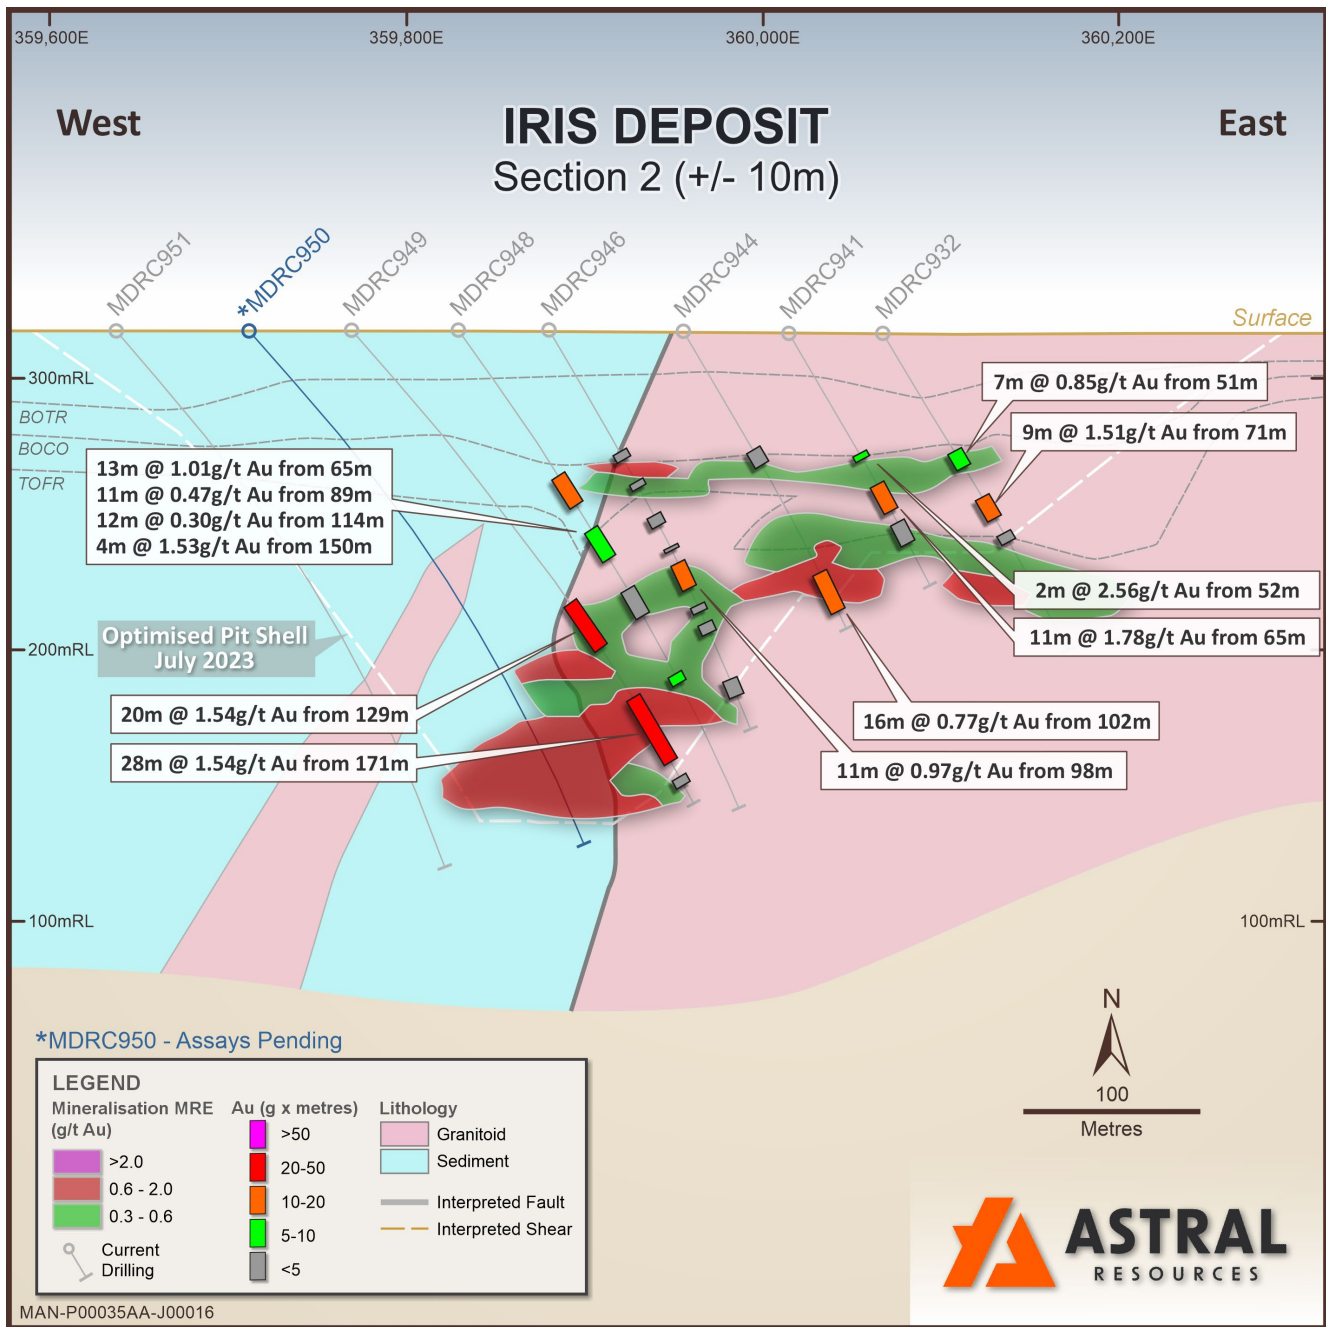 359,600E
359,800E
360,000E
360,200E
West
IRIS DEPOSIT
East
Section 2 (+/- 10m)
MDRC951
*MDRC950
MDRC949
MDRC948
MDRC946
MDRC944
MDRC941
MDRC932
Surface
300mRL
BOTR
BOCO
TOFR
7m @ 0.85g/t Au from 51m
9m @ 1.51g/t Au from 71m
13m @ 1.01g/t Au from 65m
11m @ 0.47g/t Au from 89m
12m @ 0.30g/t Au from 114m
4m @ 1.53g/t Au from 150m
2m @ 2.56g/t Au from 52m
11m @ 1.78g/t Au from 65m
Optimised Pit Shell
July 2023
200mRL
20m @ 1.54g/t Au from 129m
16m @ 0.77g/t Au from 102m
28m @ 1.54g/t Au from 171m
11m @ 0.97g/t Au from 98m
100mRL
100mRL
*MDRC950 - Assays Pending
LEGEND
Mineralisation MRE
(g/t Au)
>2.0
0.6 - 2.0
0.3 - 0.6
Current
Drilling
Au (g x metres)
>50
20-50
10-20
5-10
<5
Lithology
Granitoid
Sediment
Interpreted Fault
Interpreted Shear
N
100
Metres
ASTRAL
RESOURCES
MAN-P00035AA-J00016